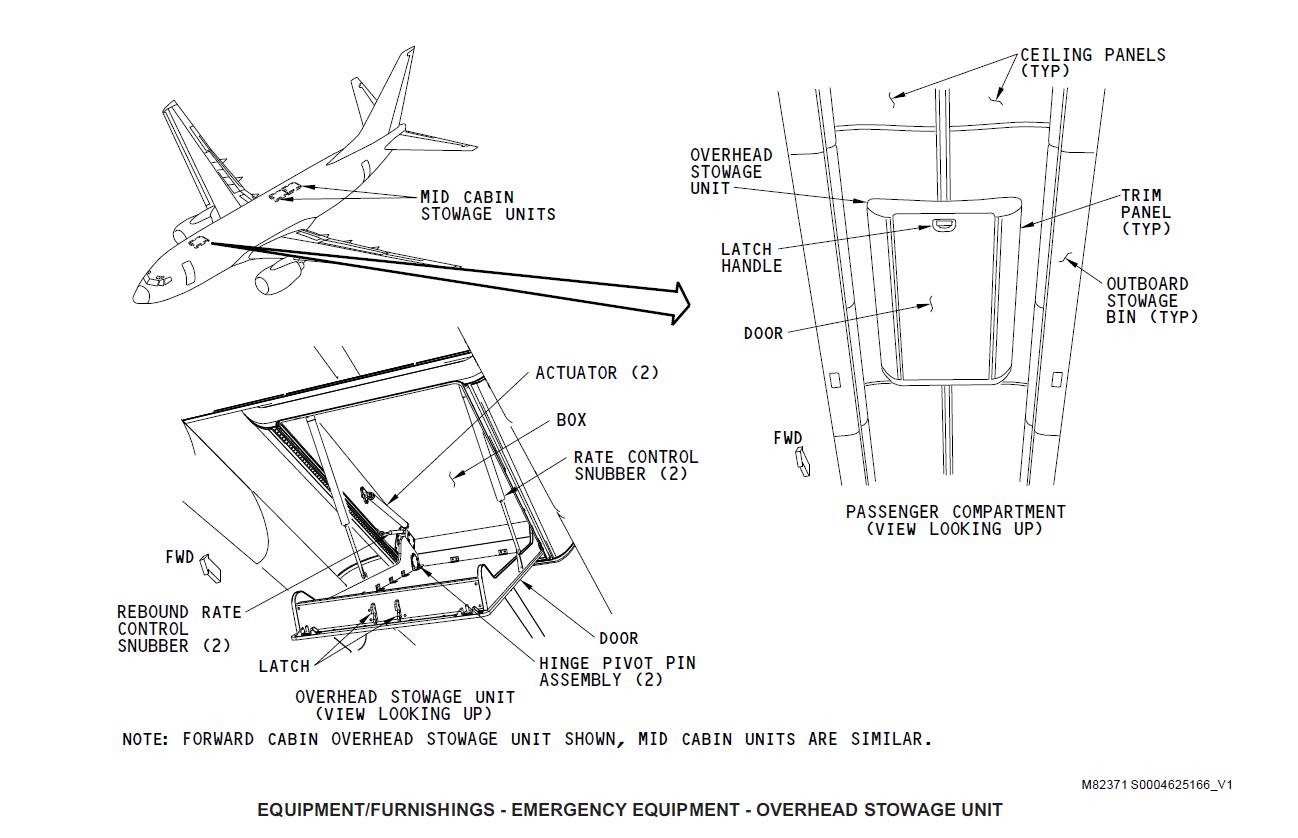 CEILING PANELS
(TYP)
OVERHEAD
STOWAGE
UNIT
MID CABIN
STOWAGE UNITS
TRIM
PANEL
(TYP)
LATCH
HANDLE
OUTBOARD
STOWAGE
BIN (TYP)
DOOR
ACTUATOR (2)
BOX
RATE CONTROL
SNUBBER (2)
FWD
PASSENGER COMPARTMENT
(VIEW LOOKING UP)
FWD
REBOUND RATE
CONTROL
SNUBBER (2)
LATCH
DOOR
HINGE PIVOT PIN
ASSEMBLY (2)
OVERHEAD STOWAGE UNIT
(VIEW LOOKING UP)
NOTE: FORWARD CABIN OVERHEAD STOWAGE UNIT SHOWN, MID CABIN UNITS ARE SIMILAR.
M82371 S0004625166_V1
EQUIPMENT/FURNISHINGS - EMERGENCY EQUIPMENT - OVERHEAD STOWAGE UNIT